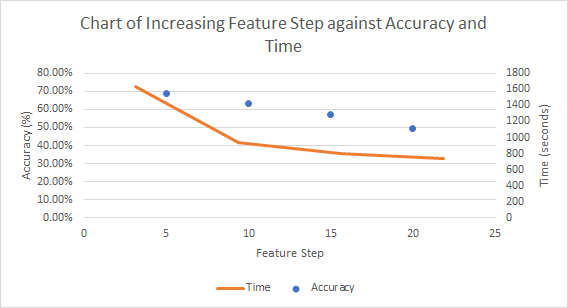 Chart of Increasing Feature Step against Accuracy and
Time
80.00%
70.00%
60.00%
50.00%
40.00%
30.00%
20.00%
10.00%
0.00%
Accuracy (%)
1800
1600
1400
1200
1000
800
600
400
200
0
Time (seconds)
0 5 10 15 20 25
Feature Step
Time Accuracy